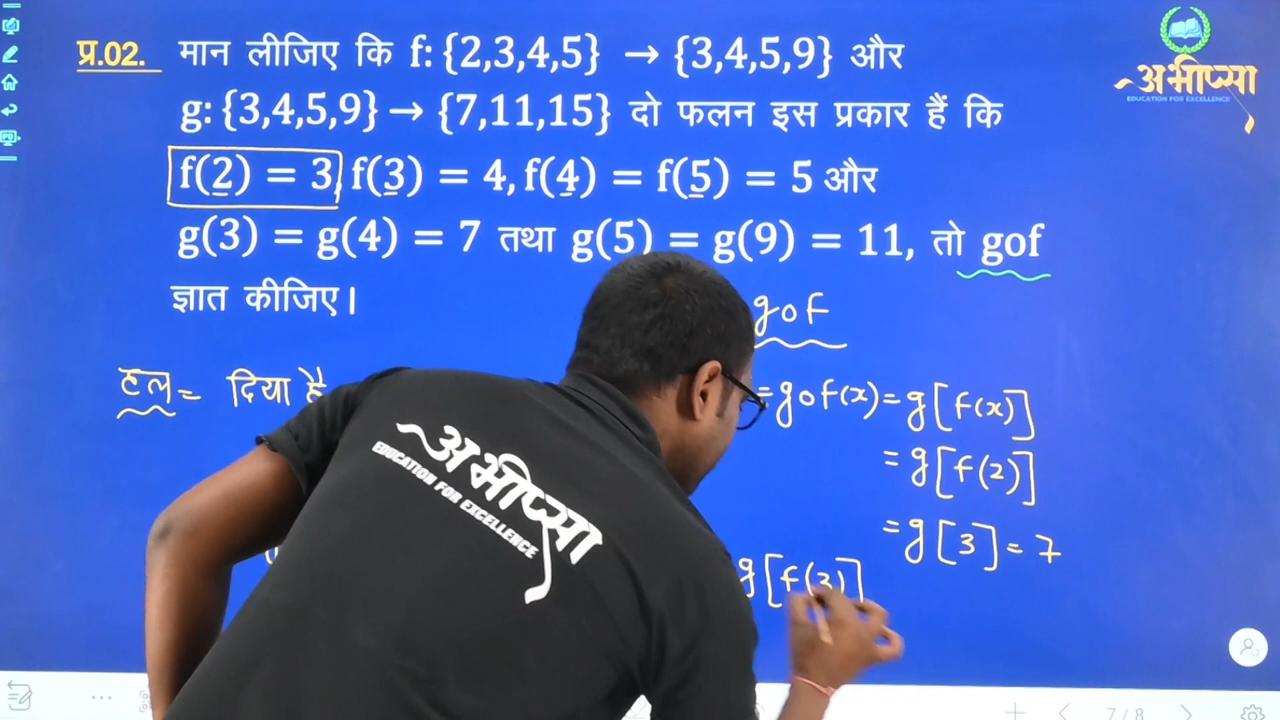 प्र.02. मान लीजिए कि f: {2,3,4,5} → {3,4,5,9} और
g: {3,4,5,9} → {7,11,15} दो फलन इस प्रकार हैं कि
f(2) = 3, f(3) = 4, f(4) = f(5) = 5 और
g(3) = g(4) = 7 तथा g(5) = g(9) = 11, तो gof
ज्ञात कीजिए।
अभीप्सा
EDUCATION FOR EXCELLENCE
gof
हल= दिया है
=gof(x)=g[f(x)]
=g[f(2)]
=g[3]=7
g[f(3)]
अभीप्सा
EDUCATION FOR EXCELLENCE
7 / 8